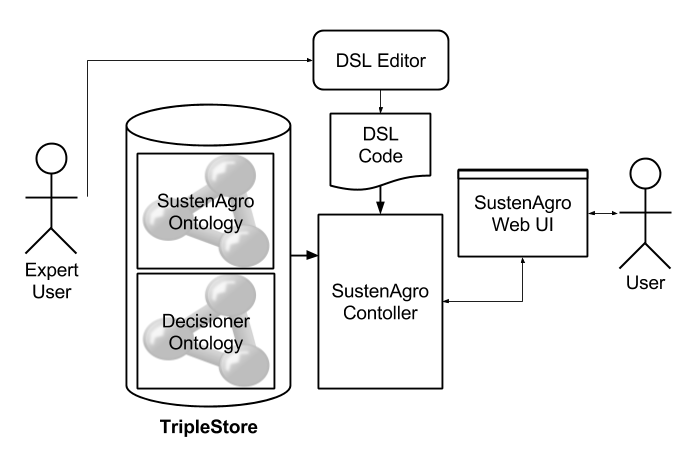 DSL Editor
DSL
Code
SustenAgro
Ontology
SustenAgro
Web UI
Expert
User
User
SustenAgro
Contoller
Decisioner
Ontology
TripleStore